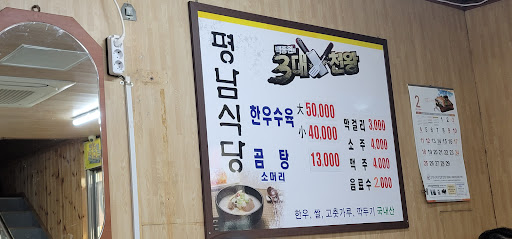 평남식당
백종원의
3대천왕
한우수육 大 50,000
小 40,000
곰탕 13,000
소머리
막걸리 3,000
소주 4,000
맥주 4,000
음료수 2,000
한우, 쌀, 고춧가루, 깍두기 국내산
2